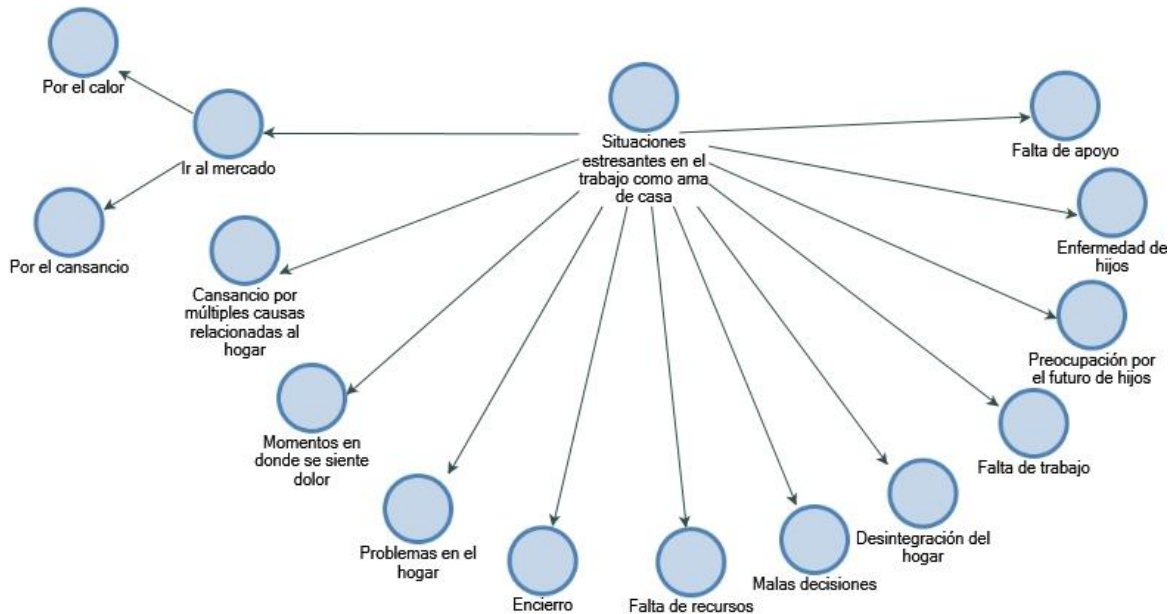 Por el calor
Ir al mercado
Por el cansancio
Situaciones
estresantes en el
trabajo como ama
de casa
Falta de apoyo
Enfermedad de
hijos
Preocupación por
el futuro de hijos
Falta de trabajo
Desintegración del
hogar
Malas decisiones
Falta de recursos
Encierro
Problemas en el
hogar
Momentos en
donde se siente
dolor
Cansancio por
múltiples causas
relacionadas al
hogar